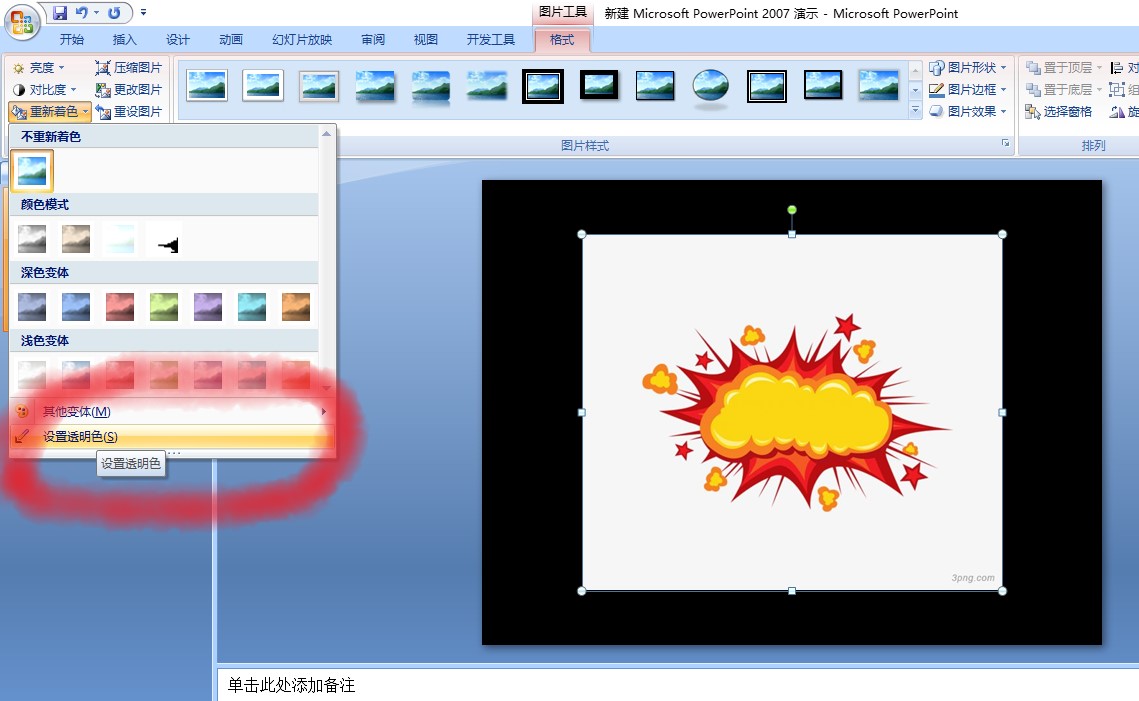 图片工具 新建 Microsoft PowerPoint 2007 演示 - Microsoft PowerPoint
开始 插入 设计 动画 幻灯片放映 审阅 视图 开发工具 格式
亮度 压缩图片 图片形状 置于顶层 对
对比度 更改图片 图片边框 置于底层 组
重新着色 重设图片 图片效果 选择窗格 旋
图片样式 排列
不重新着色
颜色模式
深色变体
浅色变体
其他变体(M)
设置透明色(S)
设置透明色
3png.com
单击此处添加备注